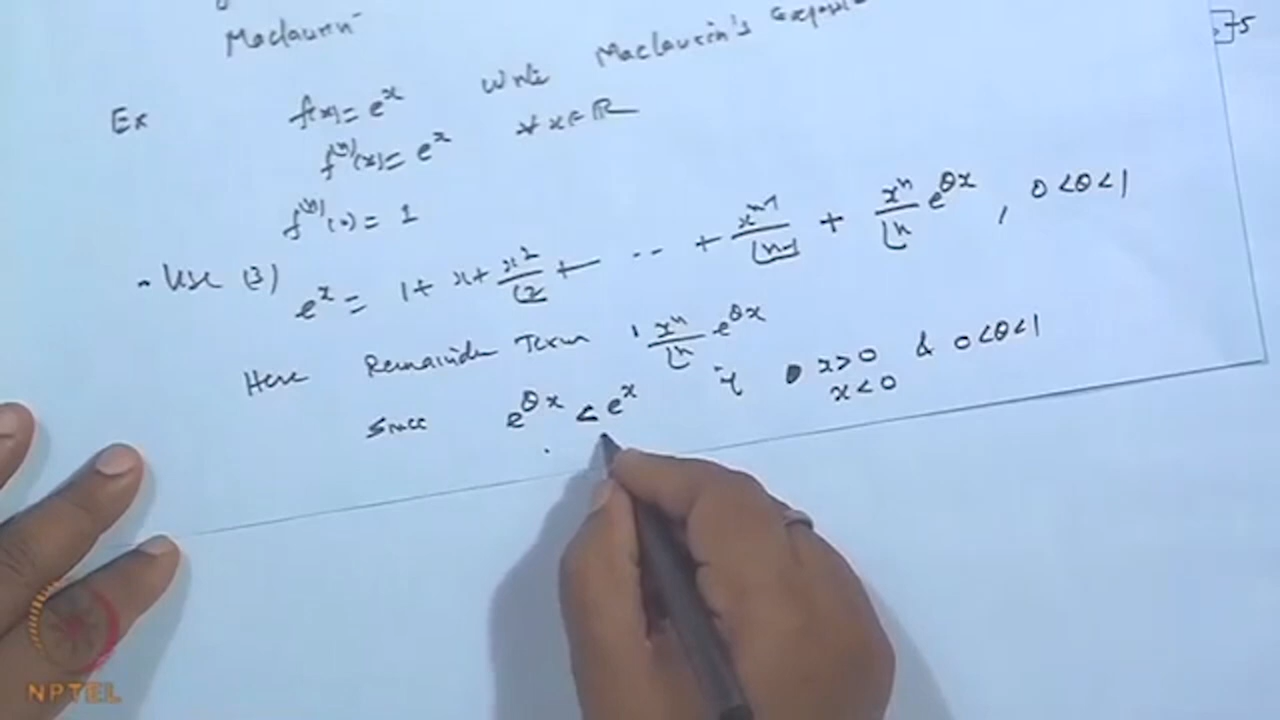 Maclaurin
Ex f(x) = e^x Write Maclaurin's
f^(n)(x) = e^x ∀ x ∈ ℝ
f^(n)(0) = 1
Use (3) e^x = 1 + x + x^2/⌊2 + — -- + x^n-1/⌊n-1 + x^n/⌊n e^θx , 0<θ<1
Here Remainder Term x^n/⌊n e^θx
Since e^θx < e^x if x>0 & 0<θ<1
x<0
NPTEL